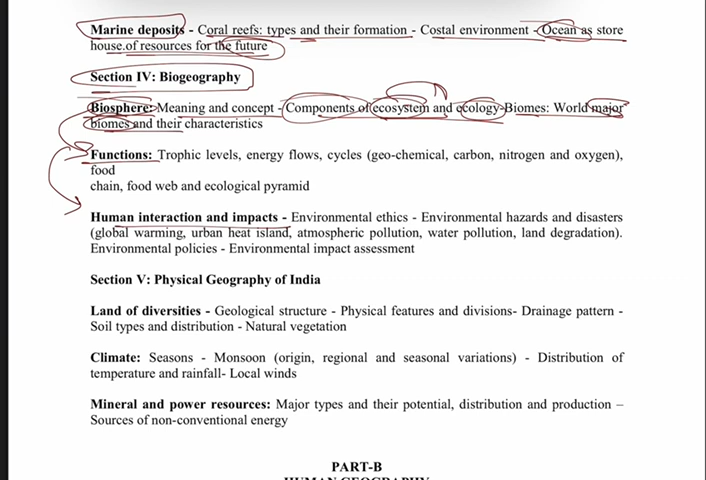 Marine deposits - Coral reefs: types and their formation - Costal environment - Ocean as store
house.of resources for the future
Section IV: Biogeography
Biosphere: Meaning and concept - Components of ecosystem and ecology-Biomes: World major
biomes and their characteristics
Functions: Trophic levels, energy flows, cycles (geo-chemical, carbon, nitrogen and oxygen),
food
chain, food web and ecological pyramid
Human interaction and impacts - Environmental ethics - Environmental hazards and disasters
(global warming, urban heat island, atmospheric pollution, water pollution, land degradation).
Environmental policies - Environmental impact assessment
Section V: Physical Geography of India
Land of diversities - Geological structure - Physical features and divisions- Drainage pattern -
Soil types and distribution - Natural vegetation
Climate: Seasons - Monsoon (origin, regional and seasonal variations) - Distribution of
temperature and rainfall- Local winds
Mineral and power resources: Major types and their potential, distribution and production –
Sources of non-conventional energy
PART-B
HUMAN GEOGRAPHY